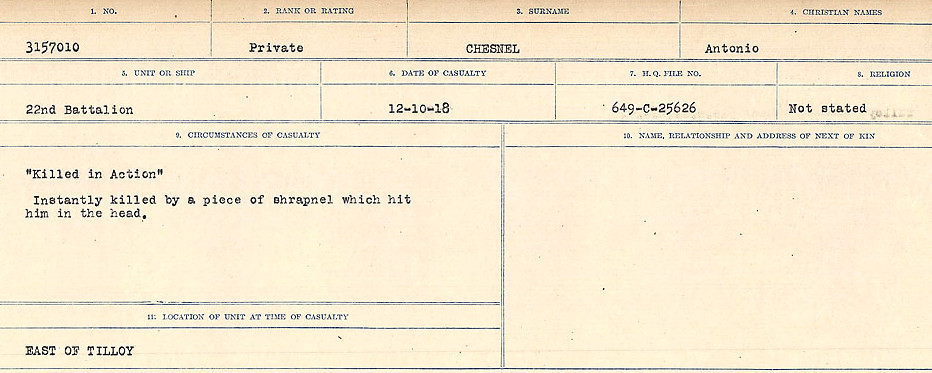 1. NO.
2. RANK OR RATING
3. SURNAME
4. CHRISTIAN NAMES
3157010
Private
CHESNEL
Antonio
5. UNIT OR SHIP
6. DATE OF CASUALTY
7. H. Q. FILE NO.
8. RELIGION
22nd Battalion
12-10-18
649-C-25626
Not stated
9. CIRCUMSTANCES OF CASUALTY
10. NAME, RELATIONSHIP AND ADDRESS OF NEXT OF KIN
"Killed in Action"
Instantly killed by a piece of shrapnel which hit
him in the head.
11. LOCATION OF UNIT AT TIME OF CASUALTY
EAST OF TILLOY